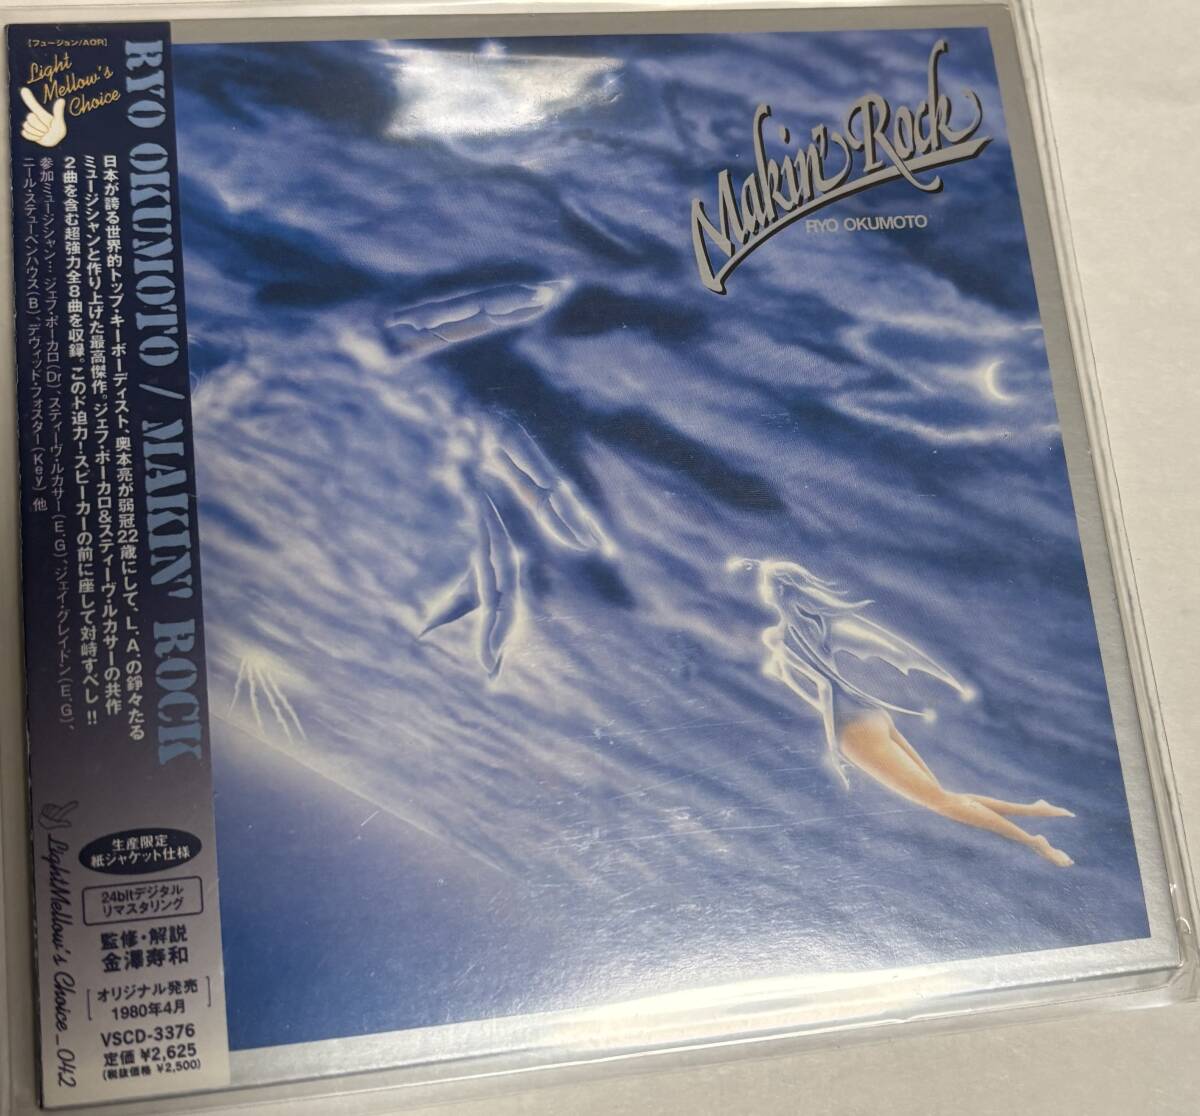 [フュージョン/AOR]
Light
Mellow's
Choice
RYO OKUMOTO / MAKIN' ROCK
日本が誇る世界的トップ・キーボーディスト、奥本亮が弱冠22歳にして、L.A.の錚々たる
ミュージシャンと作り上げた最高傑作。ジェフ・ポーカロ&スティーヴ・ルカサーの共作
2曲を含む超強力全8曲を収録。このド迫力!スピーカーの前に座して対峙すべし!!
参加ミュージシャン…ジェフ・ポーカロ(Dr)、スティーヴ・ルカサー(E.G)、ジェイ・グレイドン(E.G)、
ニール・ステューベンハウス(B)、デヴィッド・フォスター(Key)他
生産限定
紙ジャケット仕様
24bitデジタル
リマスタリング
監修・解説
金澤寿和
[オリジナル発売
1980年4月]
VSCD-3376
定価 ¥2,625
(税抜価格 ¥2,500)
Light Mellow's Choice_042
Makin' Rock
RYO OKUMOTO